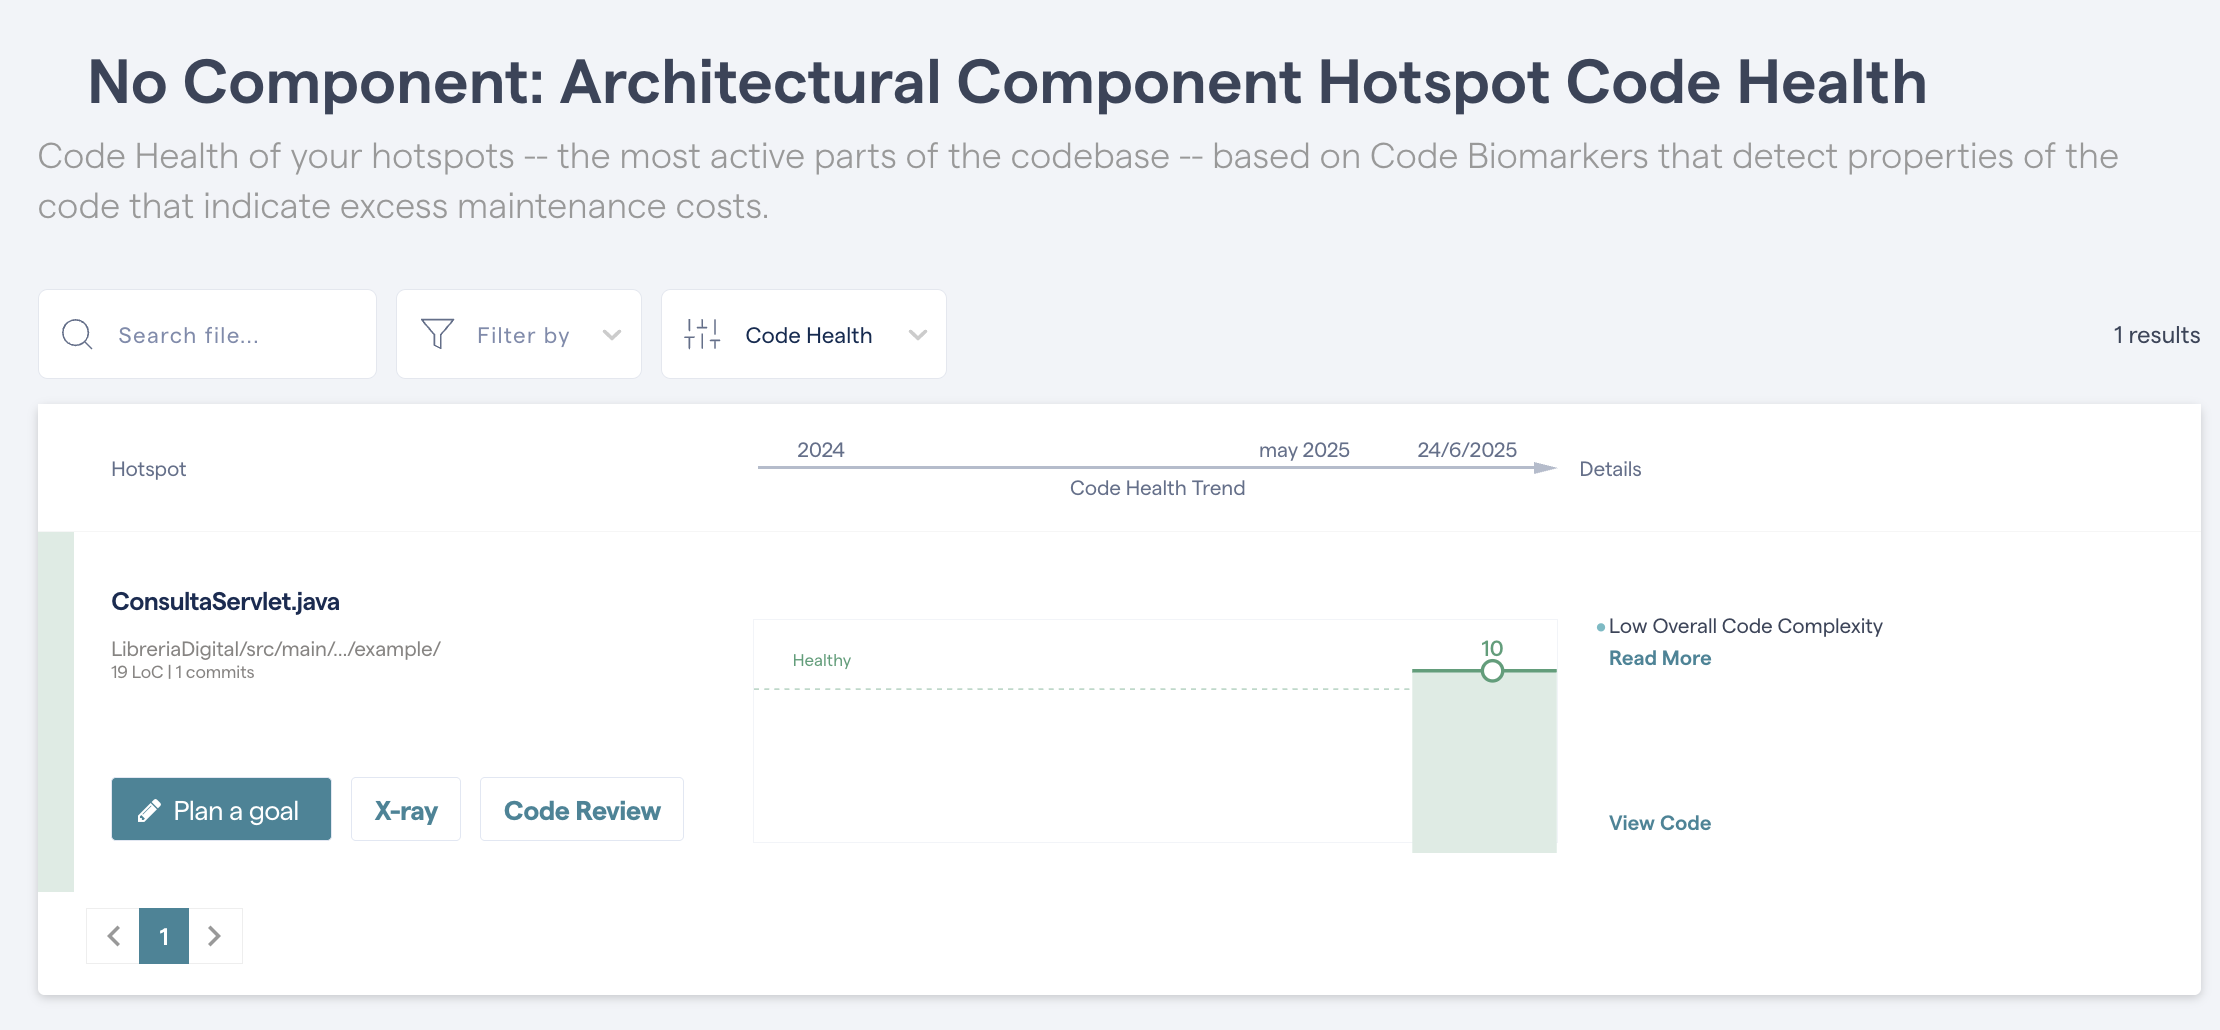 No Component: Architectural Component Hotspot Code Health
Code Health of your hotspots -- the most active parts of the codebase -- based on Code Biomarkers that detect properties of the
code that indicate excess maintenance costs.
Search file...
Filter by
Code Health
1 results
Hotspot
2024
may 2025
24/6/2025
Code Health Trend
Details
ConsultaServlet.java
LibreriaDigital/src/main/.../example/
19 LoC | 1 commits
Healthy
10
Low Overall Code Complexity
Read More
Plan a goal
X-ray
Code Review
View Code
1